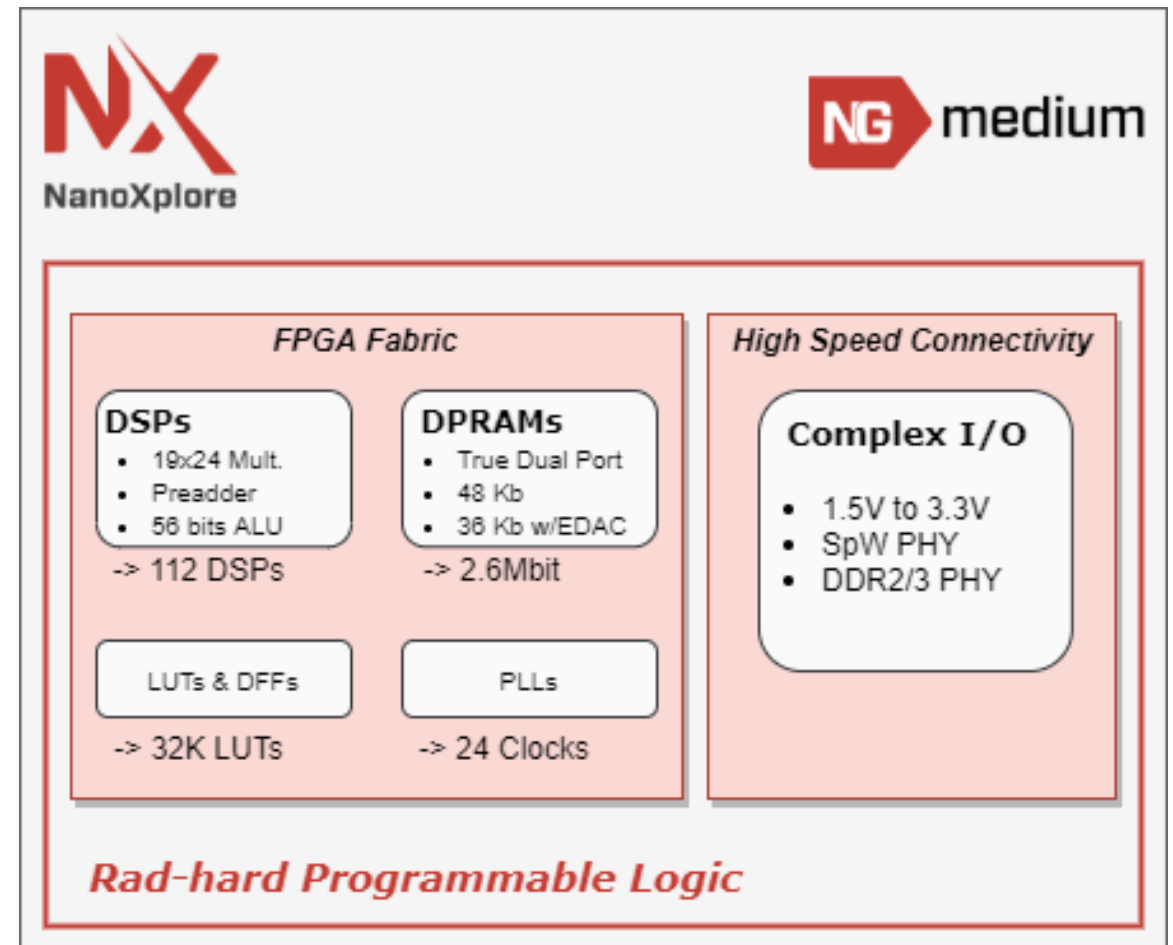 NX
NanoXplore
NG medium
FPGA Fabric
DSPs
• 19x24 Mult.
• Preadder
• 56 bits ALU
-> 112 DSPs
DPRAMs
• True Dual Port
• 48 Kb
• 36 Kb w/EDAC
-> 2.6Mbit
LUTs & DFFs
-> 32K LUTs
PLLs
-> 24 Clocks
High Speed Connectivity
Complex I/O
• 1.5V to 3.3V
• SpW PHY
• DDR2/3 PHY
Rad-hard Programmable Logic